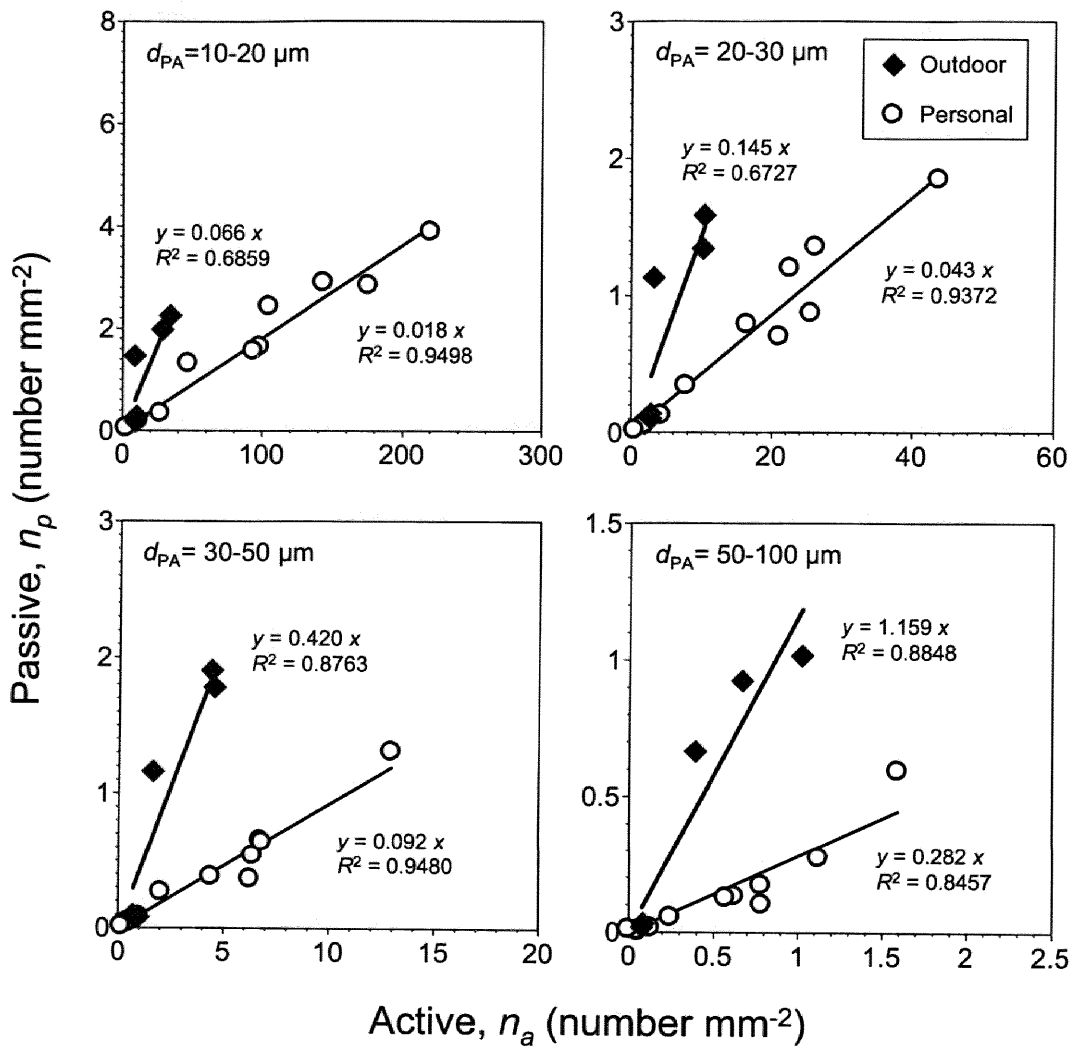 Passive, nₚ (number mm⁻²)
dPA=10-20 µm
8
6
4
2
0
0 100 200 300
y = 0.066 x
R² = 0.6859
y = 0.018 x
R² = 0.9498
dPA= 20-30 µm
Outdoor
Personal
3
2
1
0
0 20 40 60
y = 0.145 x
R² = 0.6727
y = 0.043 x
R² = 0.9372
dPA= 30-50 µm
3
2
1
0
0 5 10 15 20
y = 0.420 x
R² = 0.8763
y = 0.092 x
R² = 0.9480
dPA= 50-100 µm
1.5
1
0.5
0
0 0.5 1 1.5 2 2.5
y = 1.159 x
R² = 0.8848
y = 0.282 x
R² = 0.8457
Active, nₐ (number mm⁻²)